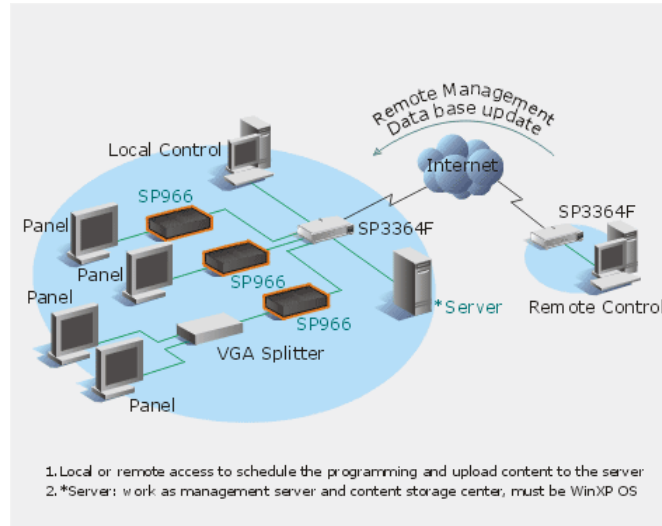 Remote Management
Data base update
Internet
Local Control
SP966
Panel
SP3364F
SP3364F
Panel
SP966
Panel
SP966
*Server
Remote Control
VGA Splitter
Panel
1.Local or remote access to schedule the programming and upload content to the server
2.*Server: work as management server and content storage center, must be WinXP OS